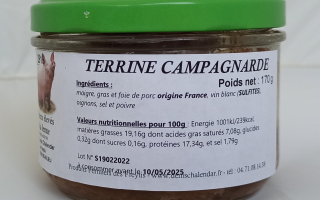 TERRINE CAMPAGNARDE
Poids net : 170g
Ingrédients :
maigre, gras et foie de porc origine France, vin blanc (SULFITES),
oignons, sel et poivre
Valeurs nutritionnelles pour 100g : Energie 1001kj/239kcal,
matières grasses 19,16g dont acides gras saturés 7,08g, glucides
0,32g dont sucres 0,16g, protéines 17,34g, et sel 1,79g
Lot N° S19022022
A consommer avant le 10/05/2025